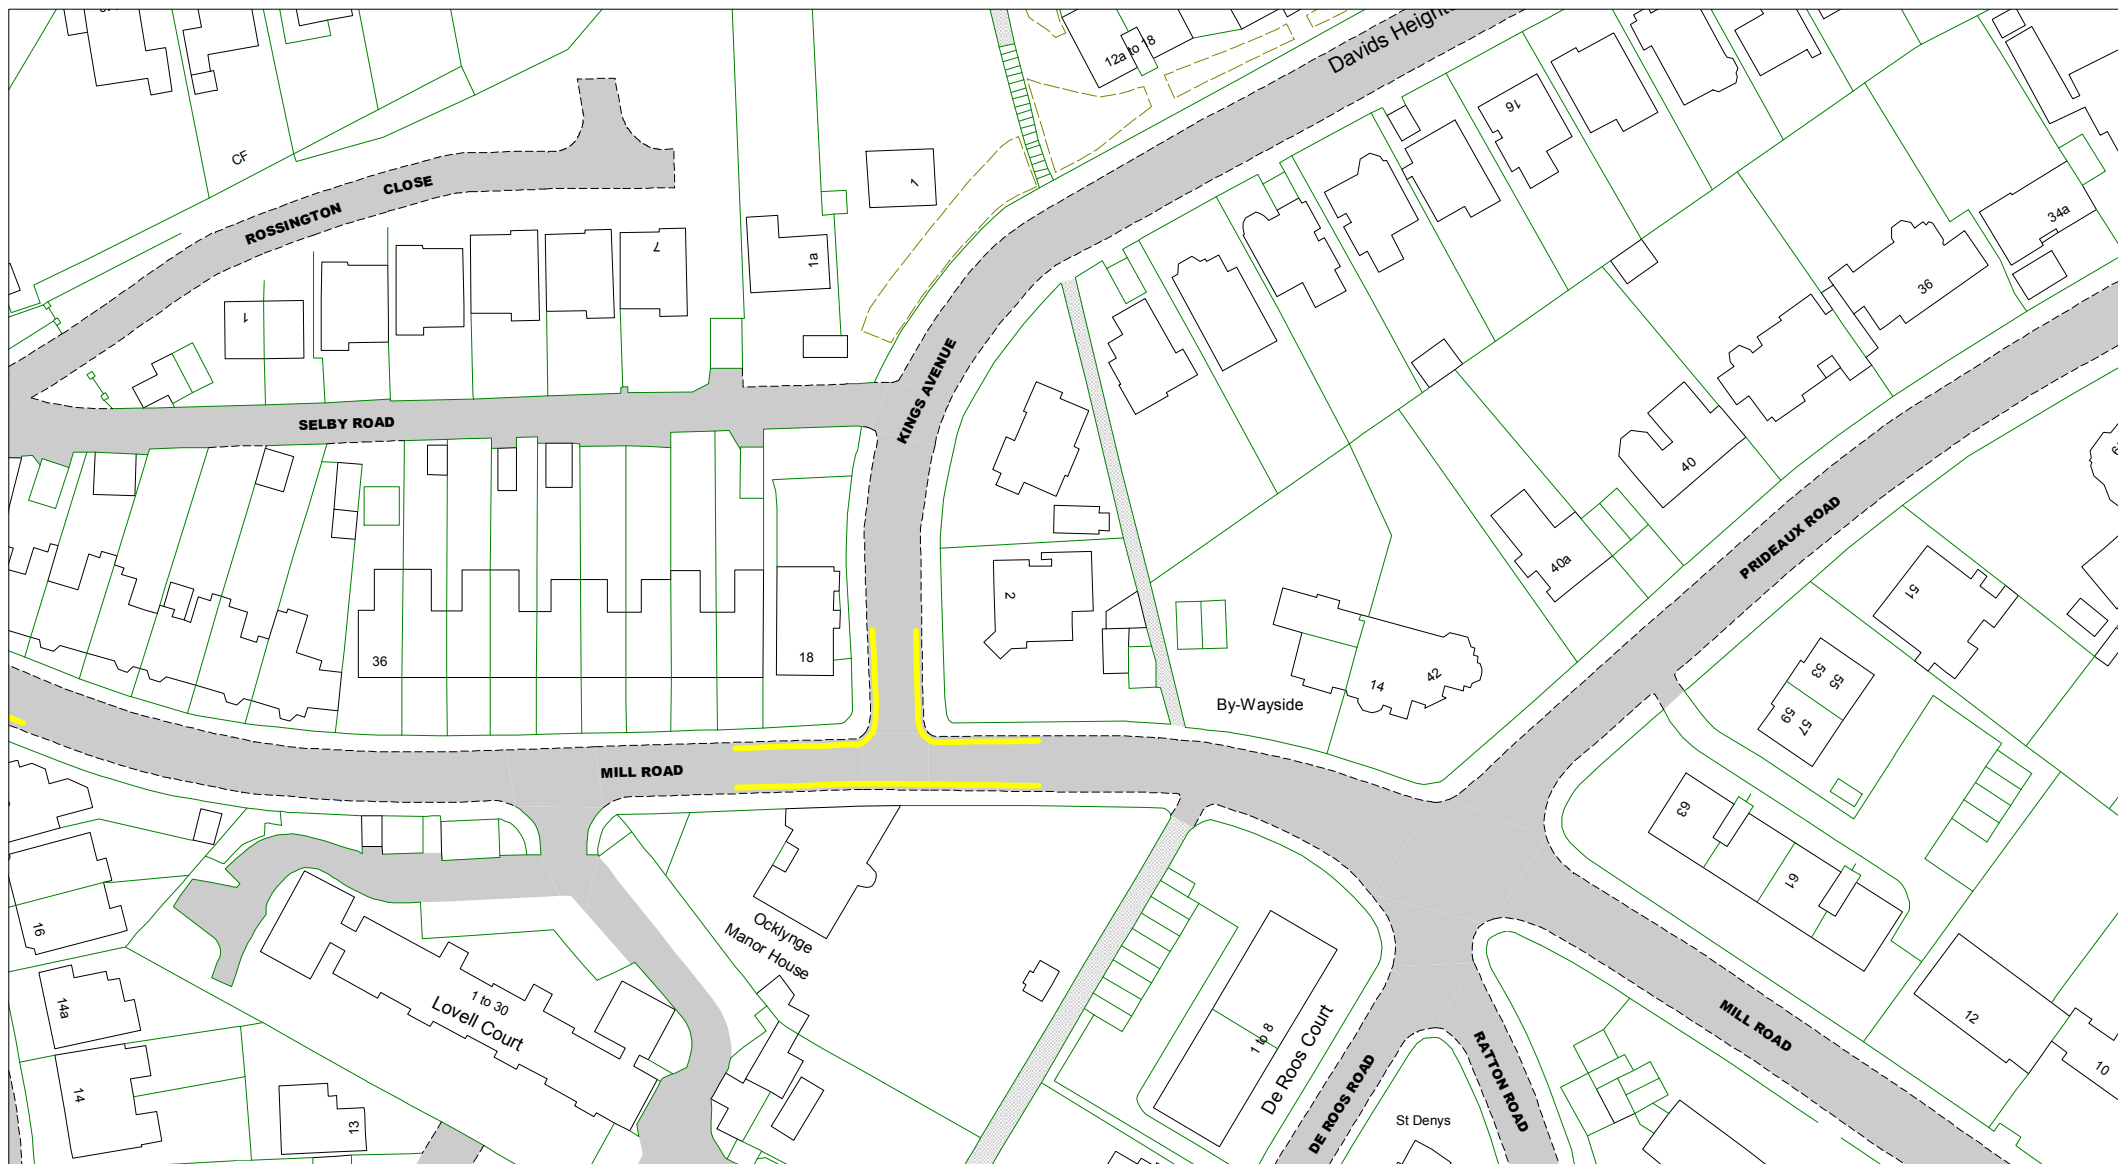 12a to 18
Davids Height
CF
ROSSINGTON CLOSE
16
1
1a
7
1
34a
36
SELBY ROAD
KINGS AVENUE
40
40a
PRIDEAUX ROAD
51
2
36
18
14
42
By-Wayside
53
55
59
57
MILL ROAD
63
61
Ocklynge
Manor House
16
14a
1 to 30
Lovell Court
14
13
1 to 8
De Roos Court
DE ROOS ROAD
RATTON ROAD
St Denys
MILL ROAD
12
10